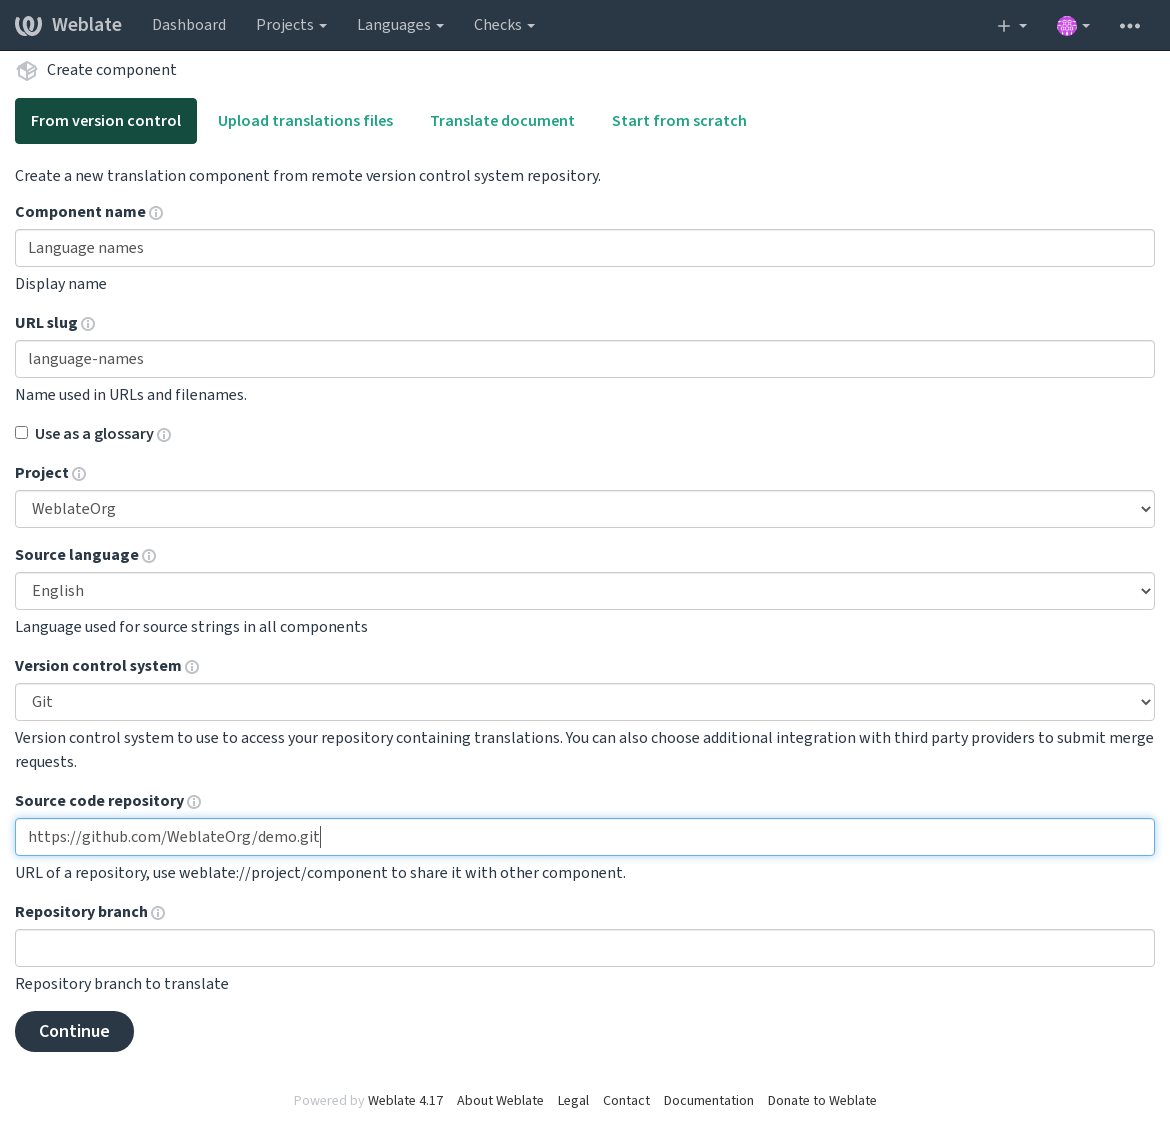 Weblate Dashboard Projects Languages Checks
Create component
From version control Upload translations files Translate document Start from scratch
Create a new translation component from remote version control system repository.
Component name
Language names
Display name
URL slug
language-names
Name used in URLs and filenames.
Use as a glossary
Project
WeblateOrg
Source language
English
Language used for source strings in all components
Version control system
Git
Version control system to use to access your repository containing translations. You can also choose additional integration with third party providers to submit merge
requests.
Source code repository
https://github.com/WeblateOrg/demo.git
URL of a repository, use weblate://project/component to share it with other component.
Repository branch
Repository branch to translate
Continue
Powered by Weblate 4.17 About Weblate Legal Contact Documentation Donate to Weblate